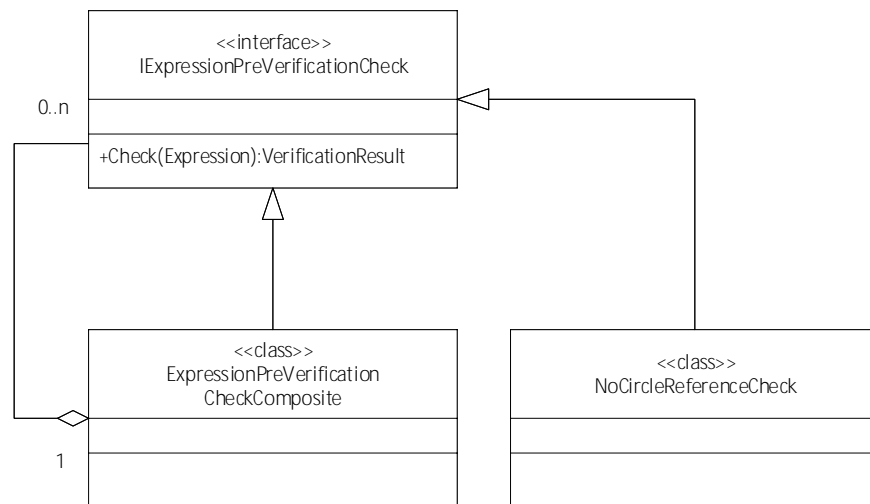 <<interface>>
IExpressionPreVerificationCheck
0..n
+Check(Expression):VerificationResult
<<class>>
ExpressionPreVerification
CheckComposite
1
<<class>>
NoCircleReferenceCheck